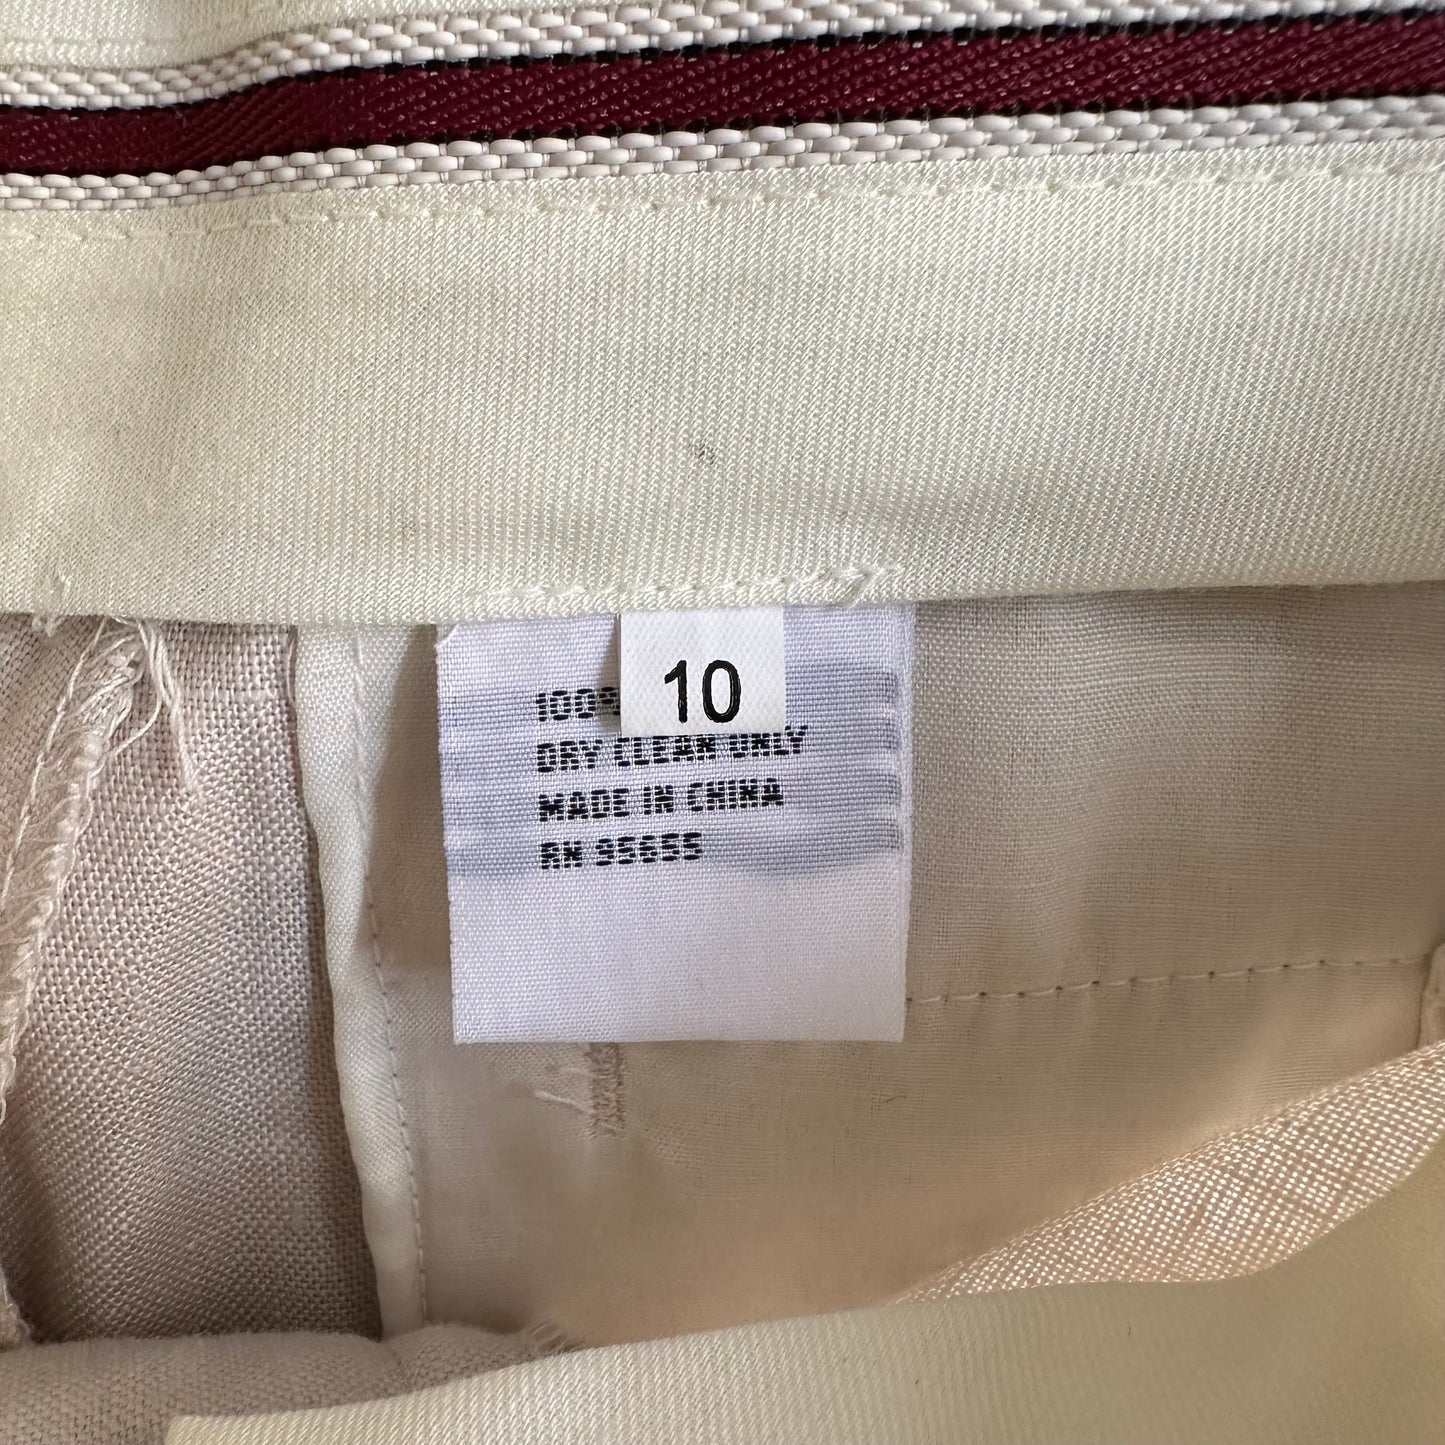 10
100%
DRY CLEAN ONLY
MADE IN CHINA
RN 95655